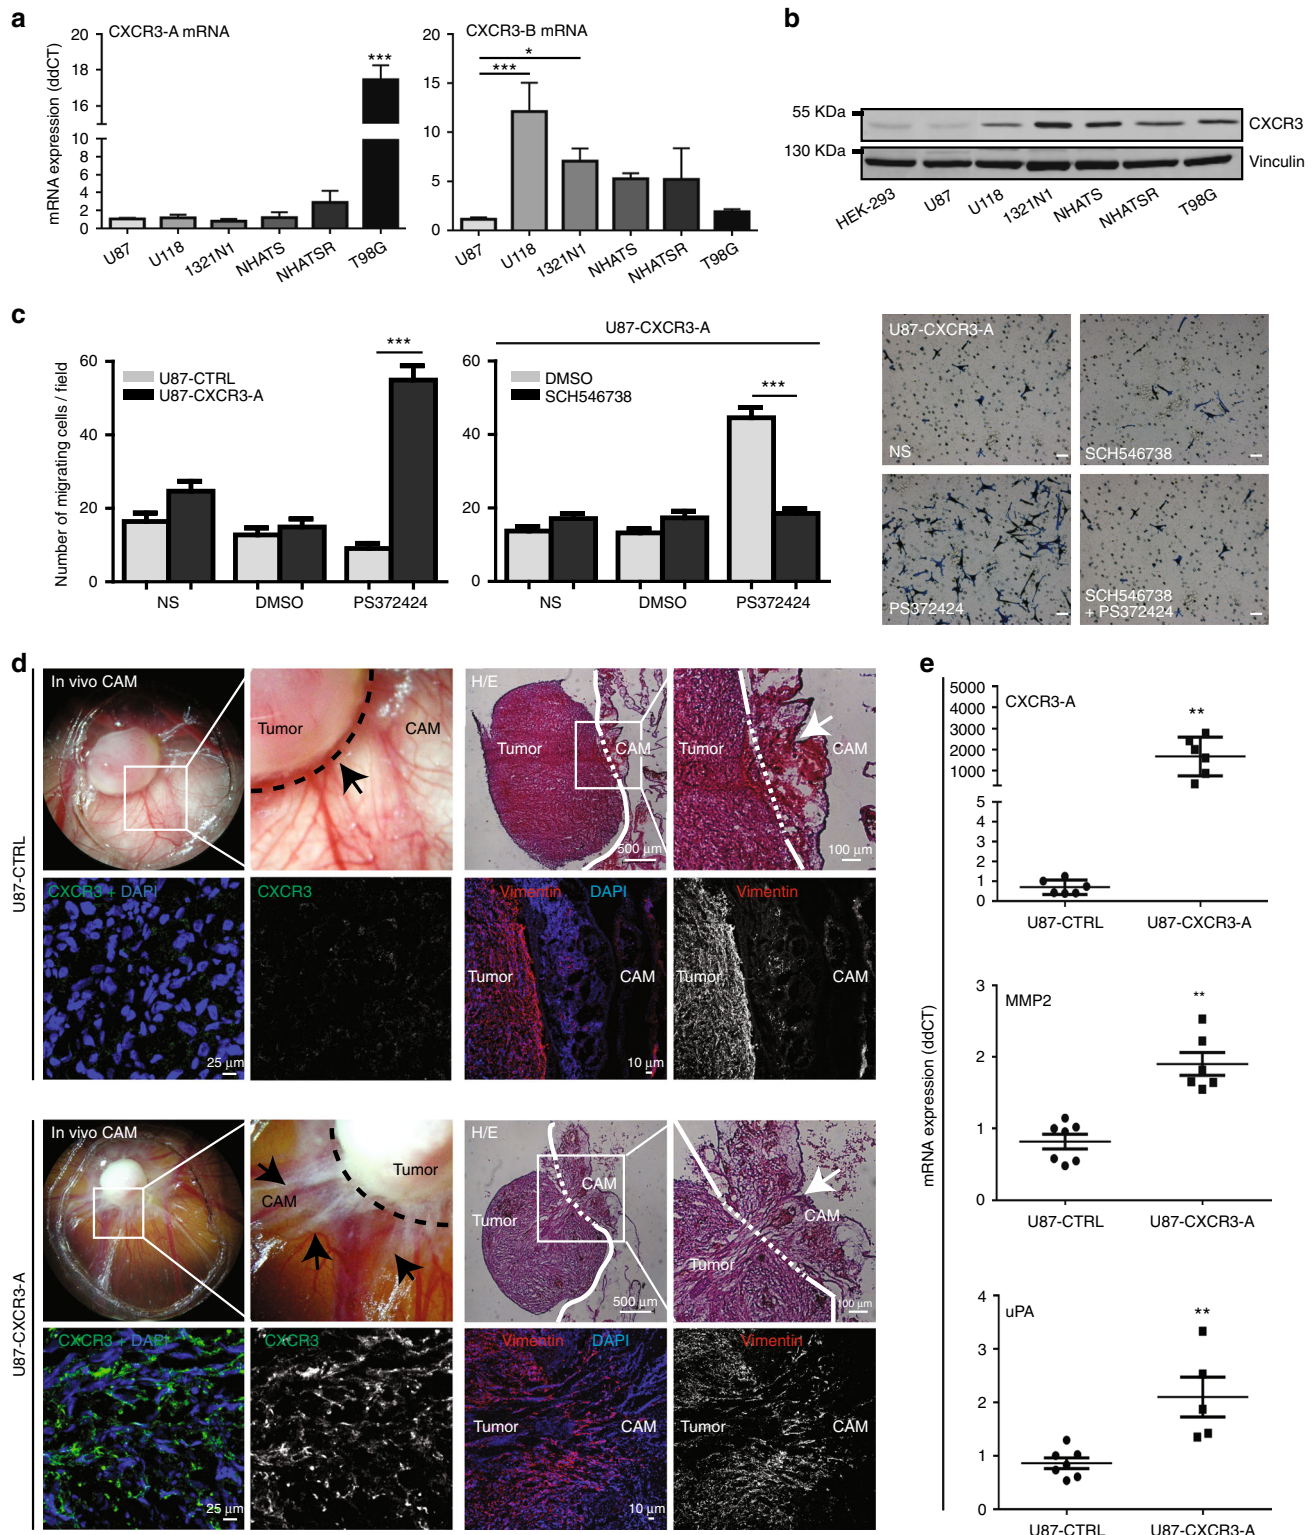 a
CXCR3-A mRNA
CXCR3-B mRNA
mRNA expression (ddCT)
20
18
16
10
8
6
4
2
0
***
U87
U118
1321N1
NHATS
NHATSR
T98G
20
15
10
5
0
*
***
U87
U118
1321N1
NHATS
NHATSR
T98G
b
55 KDa
CXCR3
130 KDa
Vinculin
HEK-293
U87
U118
1321N1
NHATS
NHATSR
T98G
c
Number of migrating cells / field
60
40
20
0
U87-CTRL
U87-CXCR3-A
***
NS
DMSO
PS372424
U87-CXCR3-A
60
40
20
0
DMSO
SCH546738
***
NS
DMSO
PS372424
U87-CXCR3-A
NS
SCH546738
PS372424
SCH546738
+ PS372424
d
U87-CTRL
In vivo CAM
Tumor
CAM
H/E
Tumor
CAM
500 μm
Tumor
CAM
100 μm
CXCR3 + DAPI
25 μm
CXCR3
Vimentin
DAPI
Tumor
CAM
10 μm
Vimentin
Tumor
CAM
U87-CXCR3-A
In vivo CAM
Tumor
CAM
H/E
CAM
Tumor
500 μm
CAM
Tumor
100 μm
CXCR3 + DAPI
25 μm
CXCR3
Vimentin
DAPI
Tumor
CAM
10 μm
Vimentin
Tumor
CAM
e
mRNA expression (ddCT)
5000
4000
3000
2000
1000
5
4
3
2
1
0
CXCR3-A
**
U87-CTRL
U87-CXCR3-A
3
2
1
0
MMP2
**
U87-CTRL
U87-CXCR3-A
4
3
2
1
0
uPA
**
U87-CTRL
U87-CXCR3-A